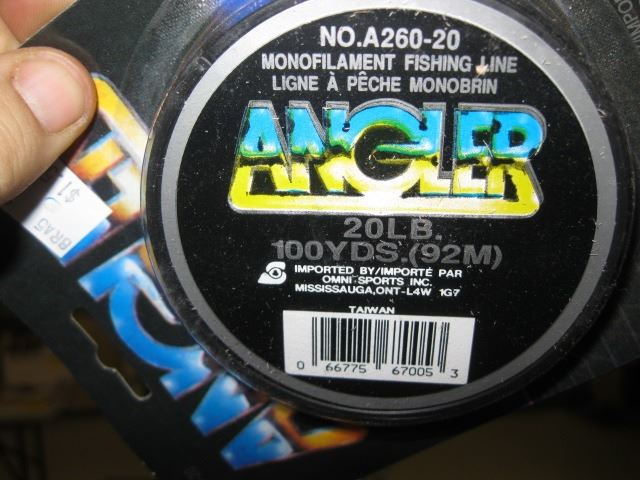 NO.A260-20
MONOFILAMENT FISHING LINE
LIGNE À PÊCHE MONOBRIN
ANGLER
20LB.
100YDS.(92M)
IMPORTED BY/IMPORTÉ PAR
OMNI SPORTS INC.
MISSISSAUGA,ONT-L4W 1G7
TAIWAN
0 66775 67005 3